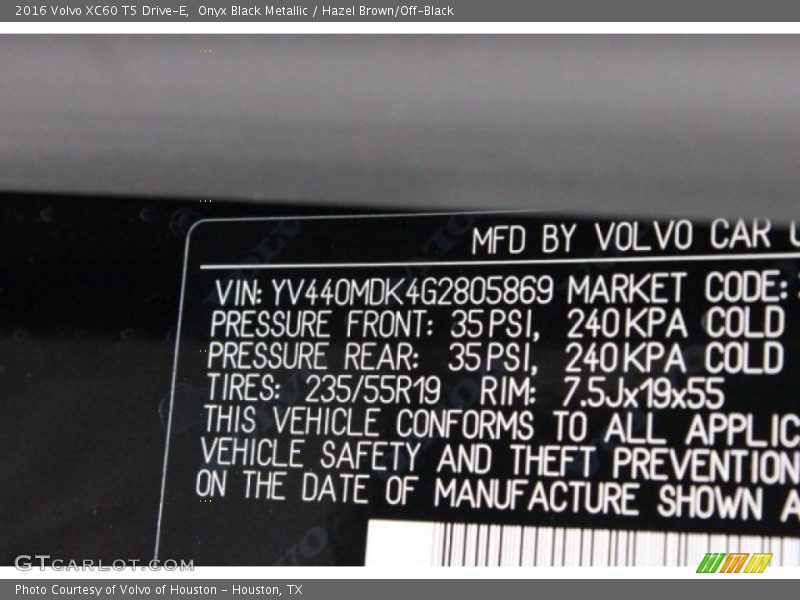 2016 Volvo XC60 T5 Drive-E, Onyx Black Metallic / Hazel Brown/Off-Black
MFD BY VOLVO CAR
VIN: YV440MDK4G2805869 MARKET CODE:
PRESSURE FRONT: 35PSI, 240KPA COLD
PRESSURE REAR: 35PSI, 240KPA COLD
TIRES: 235/55R19 RIM: 7.5Jx19x55
THIS VEHICLE CONFORMS TO ALL APPLIC
VEHICLE SAFETY AND THEFT PREVENTION
ON THE DATE OF MANUFACTURE SHOWN A
GTcarlot.com
Photo Courtesy of Volvo of Houston - Houston, TX